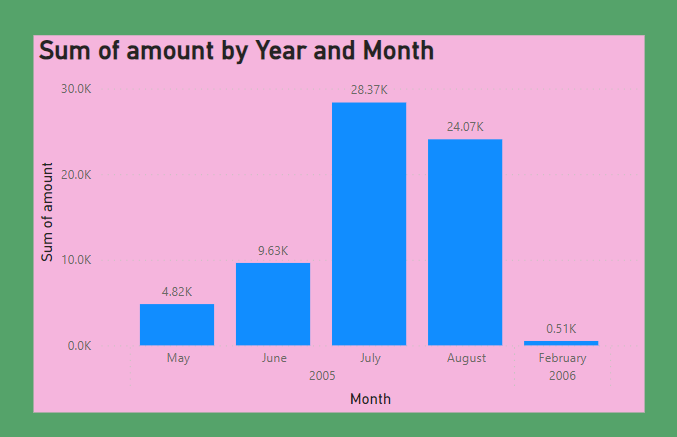 Sum of amount by Year and Month
30.0K
20.0K
10.0K
0.0K
Sum of amount
4.82K
9.63K
28.37K
24.07K
0.51K
May June July August February
2005 2006
Month